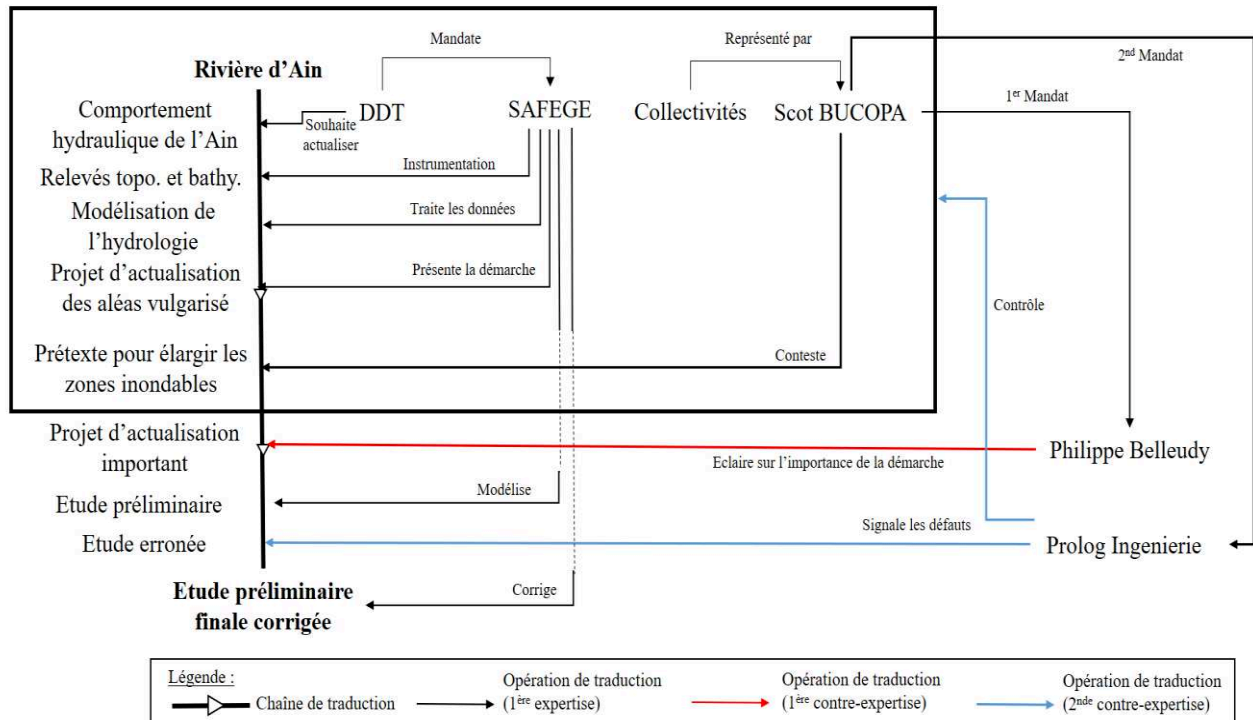 Mandate
Représenté par
2nd Mandat
Rivière d'Ain
1er Mandat
DDT
SAFEGE
Collectivités
Scot BUCOPA
Comportement
hydraulique de l'Ain
Souhaite
actualiser
Instrumentation
Relevés topo. et bathy.
Traite les données
Modélisation de
l'hydrologie
Présente la démarche
Projet d'actualisation
des aléas vulgarisé
Contrôle
Prétexte pour élargir les
zones inondables
Conteste
Projet d'actualisation
important
Eclaire sur l'importance de la démarche
Philippe Belleudy
Modélise
Etude préliminaire
Signale les défauts
Etude erronée
Prolog Ingenierie
Etude préliminaire
finale corrigée
Corrige
Légende :
Chaîne de traduction
Opération de traduction
(1ère expertise)
Opération de traduction
(1ère contre-expertise)
Opération de traduction
(2nde contre-expertise)